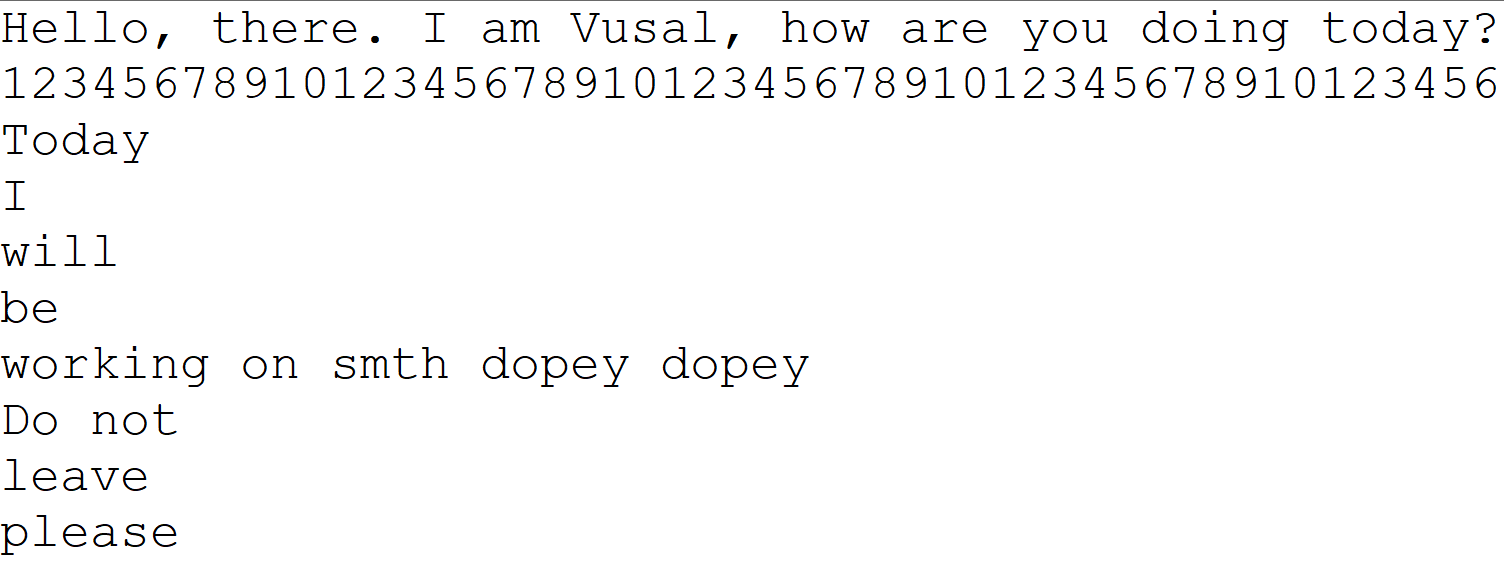 Hello, there. I am Vusal, how are you doing today?
12345678910123456789101234567891012345678910123456
Today
I
will
be
working on smth dopey dopey
Do not
leave
please